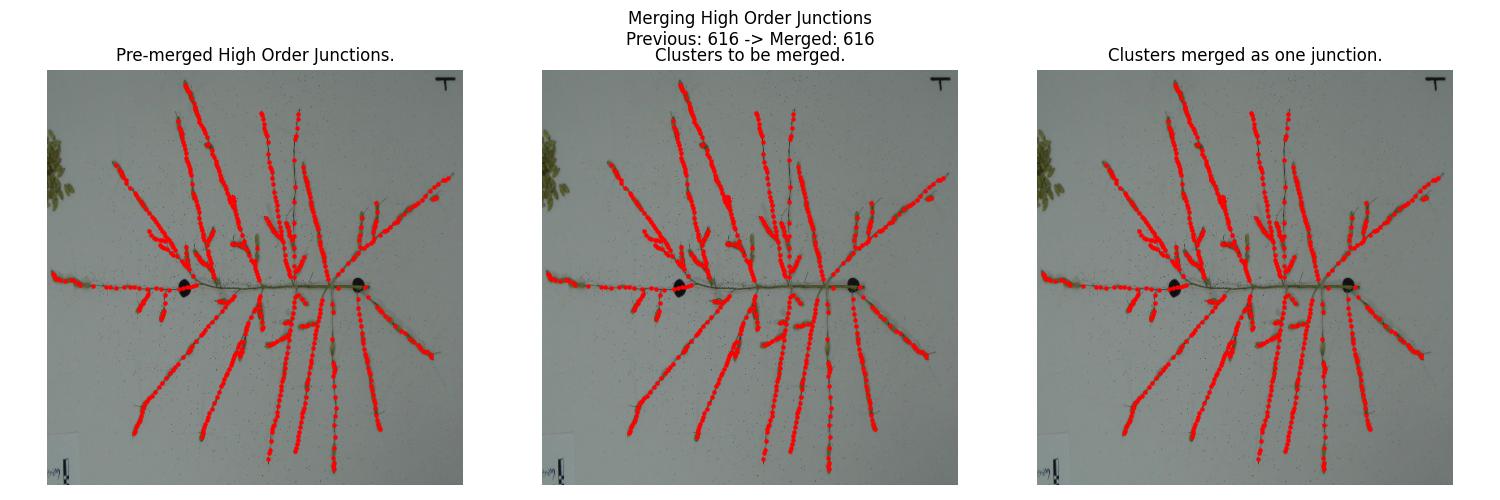 Merging High Order Junctions
Previous: 616 -> Merged: 616
Pre-merged High Order Junctions.
Clusters to be merged.
Clusters merged as one junction.